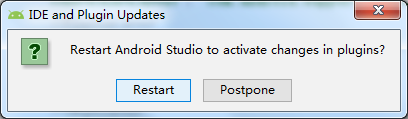 IDE and Plugin Updates
Restart Android Studio to activate changes in plugins?
Restart
Postpone